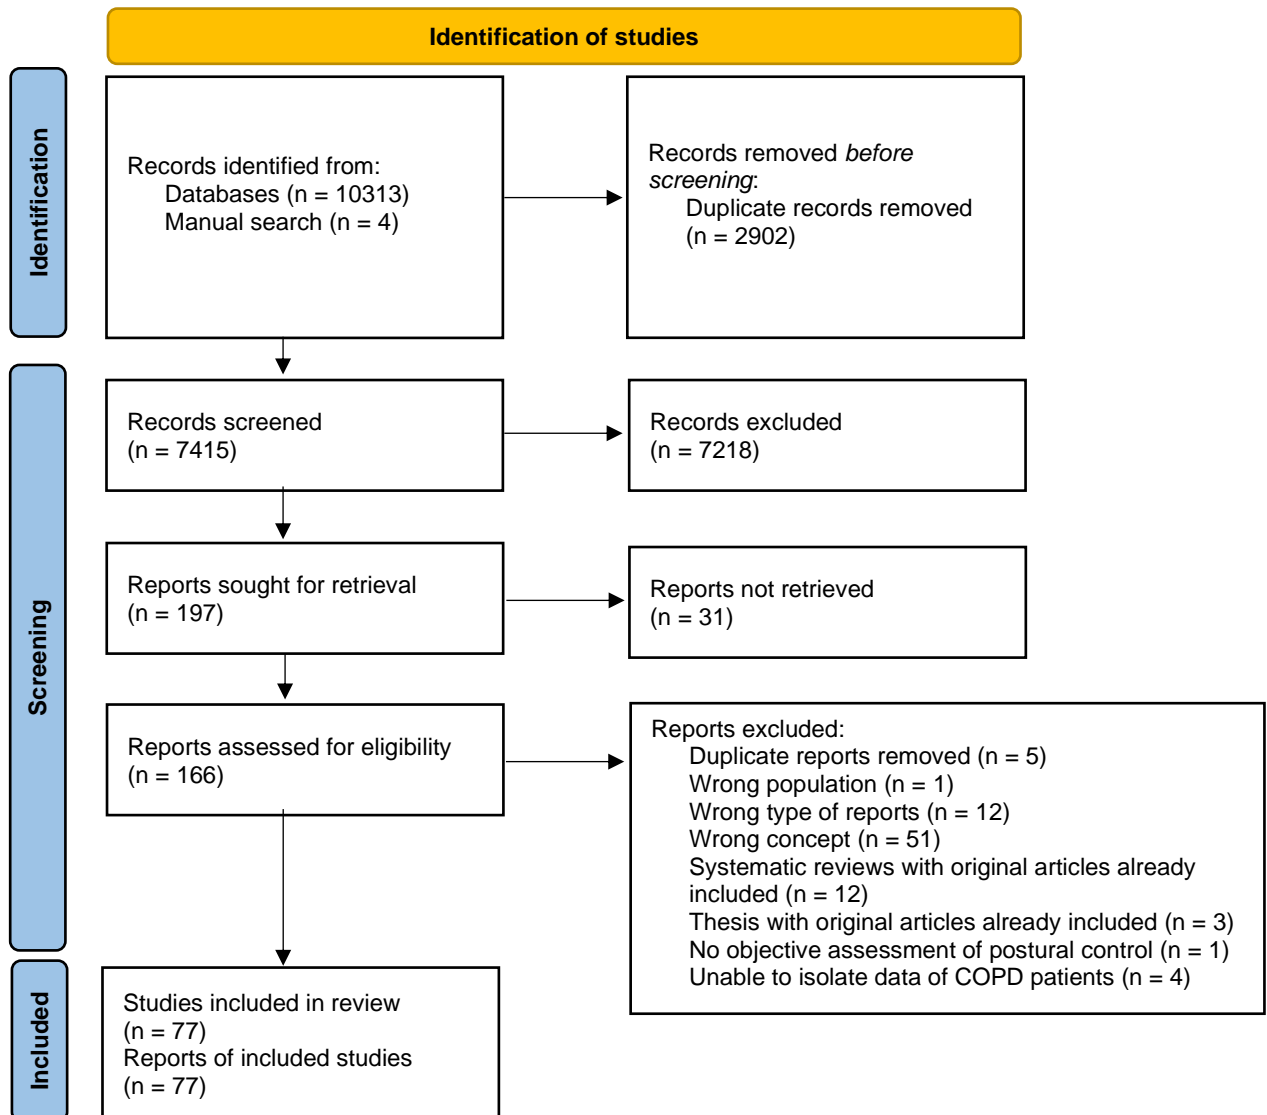 Identification of studies
Identification
Records identified from:
Databases (n = 10313)
Manual search (n = 4)
Records removed before
screening:
Duplicate records removed
(n = 2902)
Screening
Records screened
(n = 7415)
Records excluded
(n = 7218)
Reports sought for retrieval
(n = 197)
Reports not retrieved
(n = 31)
Reports assessed for eligibility
(n = 166)
Reports excluded:
Duplicate reports removed (n = 5)
Wrong population (n = 1)
Wrong type of reports (n = 12)
Wrong concept (n = 51)
Systematic reviews with original articles already
included (n = 12)
Thesis with original articles already included (n = 3)
No objective assessment of postural control (n = 1)
Unable to isolate data of COPD patients (n = 4)
Included
Studies included in review
(n = 77)
Reports of included studies
(n = 77)